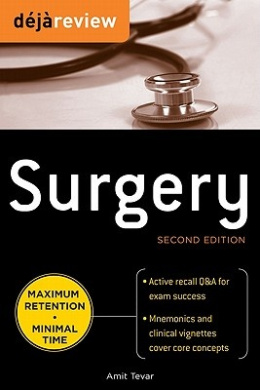 déjàreview
Surgery
SECOND EDITION
MAXIMUM
RETENTION
•
MINIMAL
TIME
• Active recall Q&A for
exam success
• Mnemonics and
clinical vignettes
cover core concepts
Amit Tevar